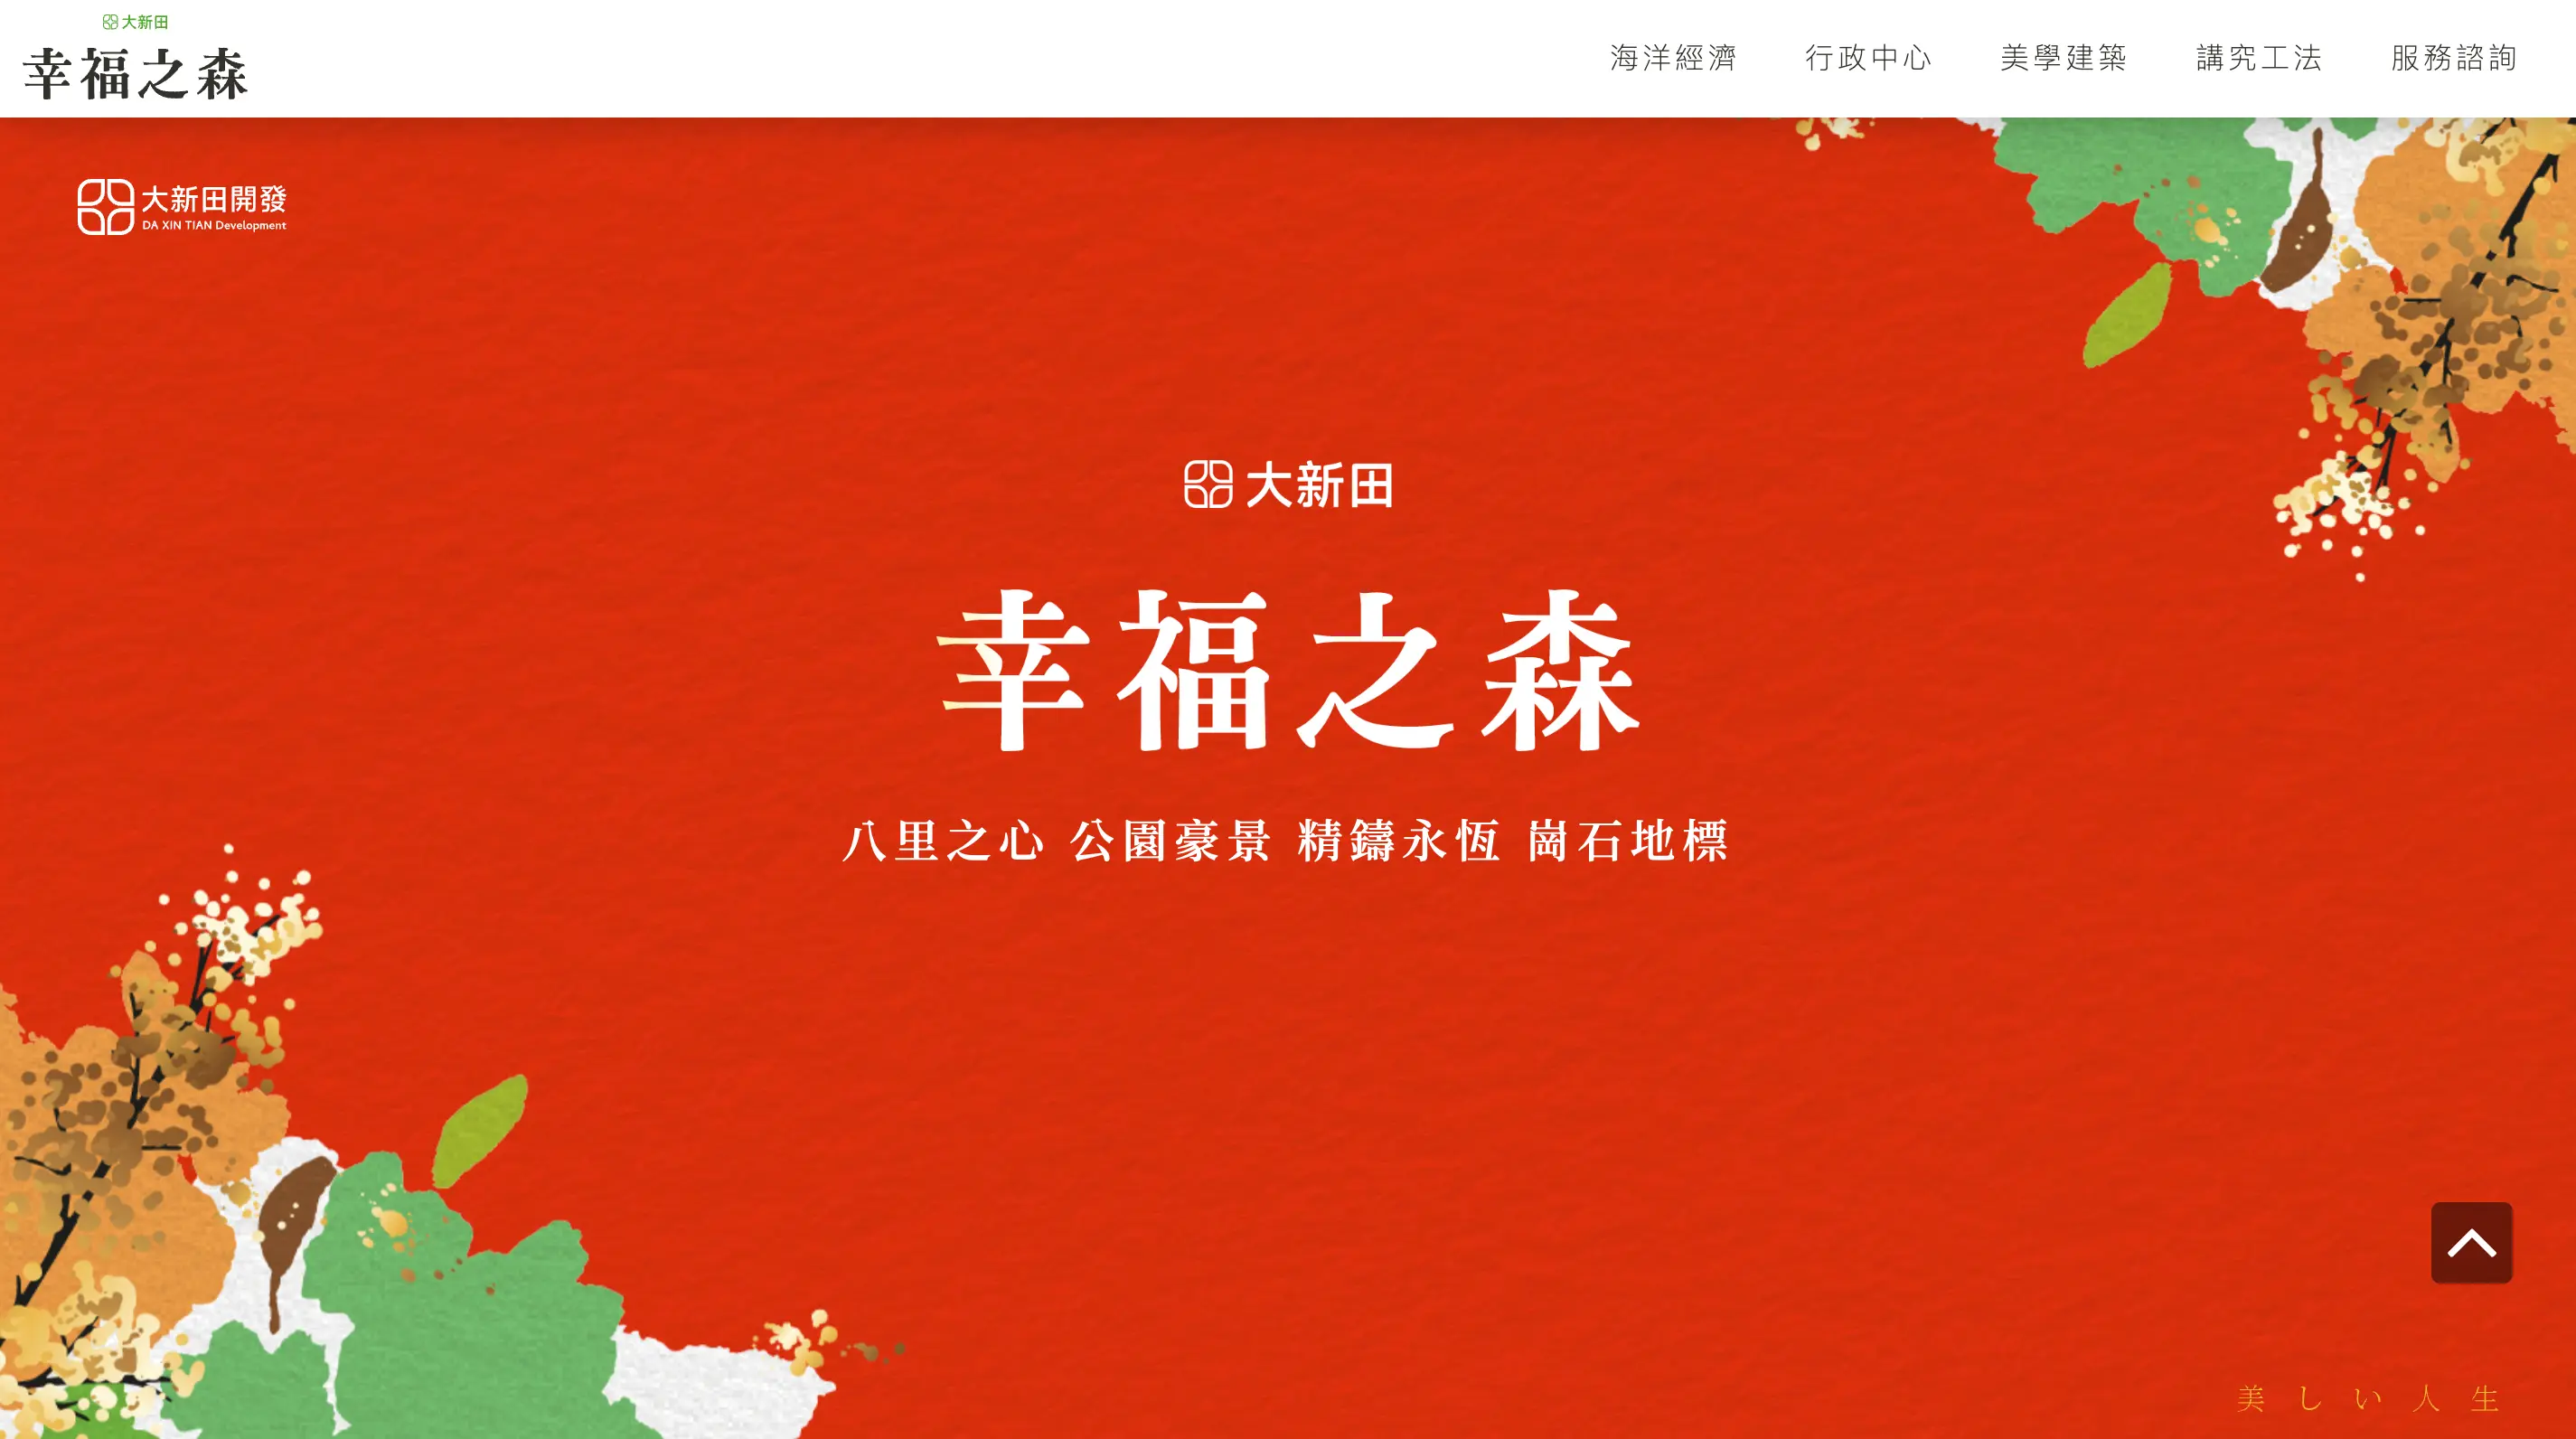 大新田
幸福之森
海洋經濟 行政中心 美學建築 講究工法 服務諮詢
大新田開發
DA XIN TIAN Development
大新田
幸福之森
八里之心 公園豪景 精鑄永恆 崗石地標
美しい人生